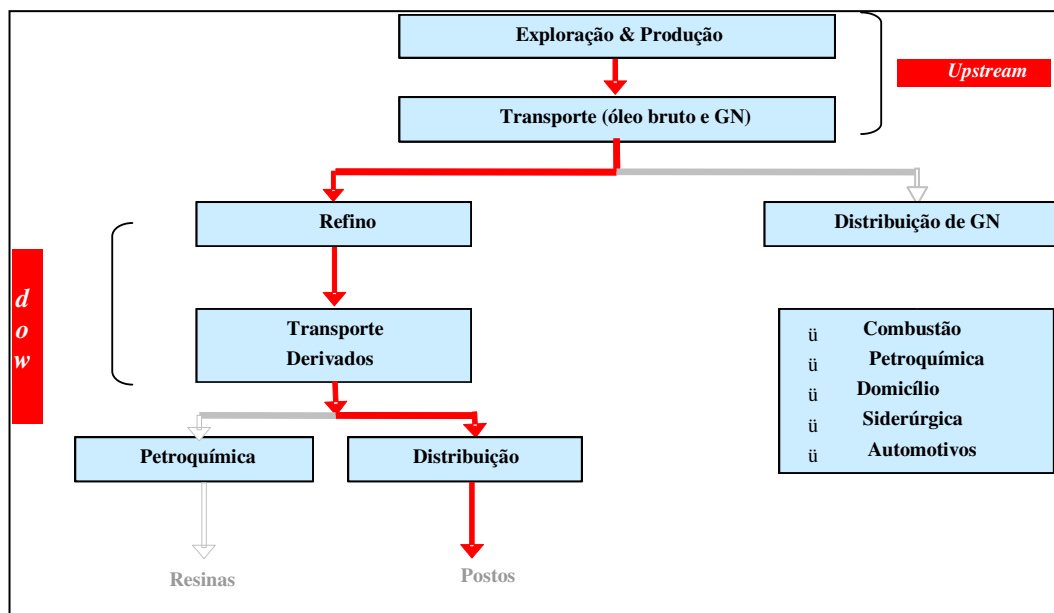 Exploração & Produção
Upstream
Transporte (óleo bruto e GN)
Refino
Distribuição de GN
d
o
w
Transporte
Derivados
ü Combustão
ü Petroquímica
ü Domicílio
ü Siderúrgica
ü Automotivos
Petroquímica
Distribuição
Resinas
Postos